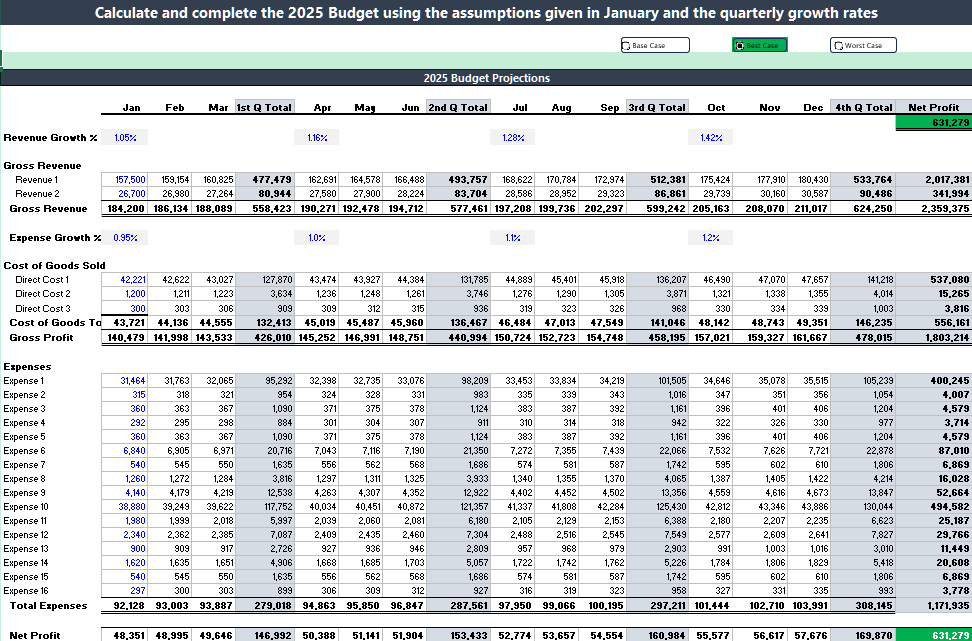 Calculate and complete the 2025 Budget using the assumptions given in January and the quarterly growth rates
Base Case Best Case Worst Case
2025 Budget Projections
Jan Feb Mar 1st Q Total Apr May Jun 2nd Q Total Jul Aug Sep 3rd Q Total Oct Nov Dec 4th Q Total Net Profit
631,279
Revenue Growth % 1.05% 1.16% 1.28% 1.42%
Gross Revenue
Revenue 1 157,500 159,154 160,825 477,479 162,691 164,578 166,488 493,757 168,622 170,784 172,974 512,381 175,424 177,910 180,430 533,764 2,017,381
Revenue 2 26,700 26,980 27,264 80,944 27,580 27,900 28,224 83,704 28,586 28,952 29,323 86,861 29,739 30,160 30,587 90,486 341,994
Gross Revenue 184,200 186,134 188,089 558,423 190,271 192,478 194,712 577,461 197,208 199,736 202,297 599,242 205,163 208,070 211,017 624,250 2,359,375
Expense Growth % 0.95% 1.0% 1.1% 1.2%
Cost of Goods Sold
Direct Cost 1 42,221 42,622 43,027 127,870 43,474 43,927 44,384 131,785 44,889 45,401 45,918 136,207 46,490 47,070 47,657 141,218 537,080
Direct Cost 2 1,200 1,211 1,223 3,634 1,236 1,248 1,261 3,746 1,276 1,290 1,305 3,871 1,321 1,338 1,355 4,014 15,265
Direct Cost 3 300 303 306 909 309 312 315 936 319 323 326 968 330 334 339 1,003 3,816
Cost of Goods To 43,721 44,136 44,555 132,413 45,019 45,487 45,960 136,467 46,484 47,013 47,549 141,046 48,142 48,743 49,351 146,235 556,161
Gross Profit 140,479 141,998 143,533 426,010 145,252 146,991 148,751 440,994 150,724 152,723 154,748 458,195 157,021 159,327 161,667 478,015 1,803,214
Expenses
Expense 1 31,464 31,763 32,065 95,292 32,398 32,735 33,076 98,209 33,453 33,834 34,219 101,505 34,646 35,078 35,515 105,239 400,245
Expense 2 315 318 321 954 324 328 331 983 335 339 343 1,016 347 351 356 1,054 4,007
Expense 3 360 363 367 1,090 371 375 378 1,124 383 387 392 1,161 396 401 406 1,204 4,579
Expense 4 292 295 298 884 301 304 307 911 310 314 318 942 322 326 330 977 3,714
Expense 5 360 363 367 1,090 371 375 378 1,124 383 387 392 1,161 396 401 406 1,204 4,579
Expense 6 6,840 6,905 6,971 20,716 7,043 7,116 7,190 21,350 7,272 7,355 7,439 22,066 7,532 7,626 7,721 22,878 87,010
Expense 7 540 545 550 1,635 556 562 568 1,686 574 581 587 1,742 595 602 610 1,806 6,869
Expense 8 1,260 1,272 1,284 3,816 1,297 1,311 1,325 3,933 1,340 1,355 1,370 4,065 1,387 1,405 1,422 4,214 16,028
Expense 9 4,140 4,179 4,219 12,538 4,263 4,307 4,352 12,922 4,402 4,452 4,502 13,356 4,559 4,616 4,673 13,847 52,664
Expense 10 38,880 39,249 39,622 117,752 40,034 40,451 40,872 121,357 41,337 41,808 42,284 125,430 42,812 43,346 43,886 130,044 494,582
Expense 11 1,980 1,999 2,018 5,997 2,039 2,060 2,081 6,180 2,105 2,129 2,153 6,388 2,180 2,207 2,235 6,623 25,187
Expense 12 2,340 2,362 2,385 7,087 2,409 2,435 2,460 7,304 2,488 2,516 2,545 7,549 2,577 2,609 2,641 7,827 29,766
Expense 13 900 909 917 2,726 927 936 946 2,809 957 968 979 2,903 991 1,003 1,016 3,010 11,449
Expense 14 1,620 1,635 1,651 4,906 1,668 1,685 1,703 5,057 1,722 1,742 1,762 5,226 1,784 1,806 1,829 5,418 20,608
Expense 15 540 545 550 1,635 556 562 568 1,686 574 581 587 1,742 595 602 610 1,806 6,869
Expense 16 297 300 303 899 306 309 312 927 316 319 323 958 327 331 335 993 3,778
Total Expenses 92,128 93,003 93,887 279,018 94,863 95,850 96,847 287,561 97,950 99,066 100,195 297,211 101,444 102,710 103,991 308,145 1,171,935
Net Profit 48,351 48,995 49,646 146,992 50,388 51,141 51,904 153,433 52,774 53,657 54,554 160,984 55,577 56,617 57,676 169,870 631,279